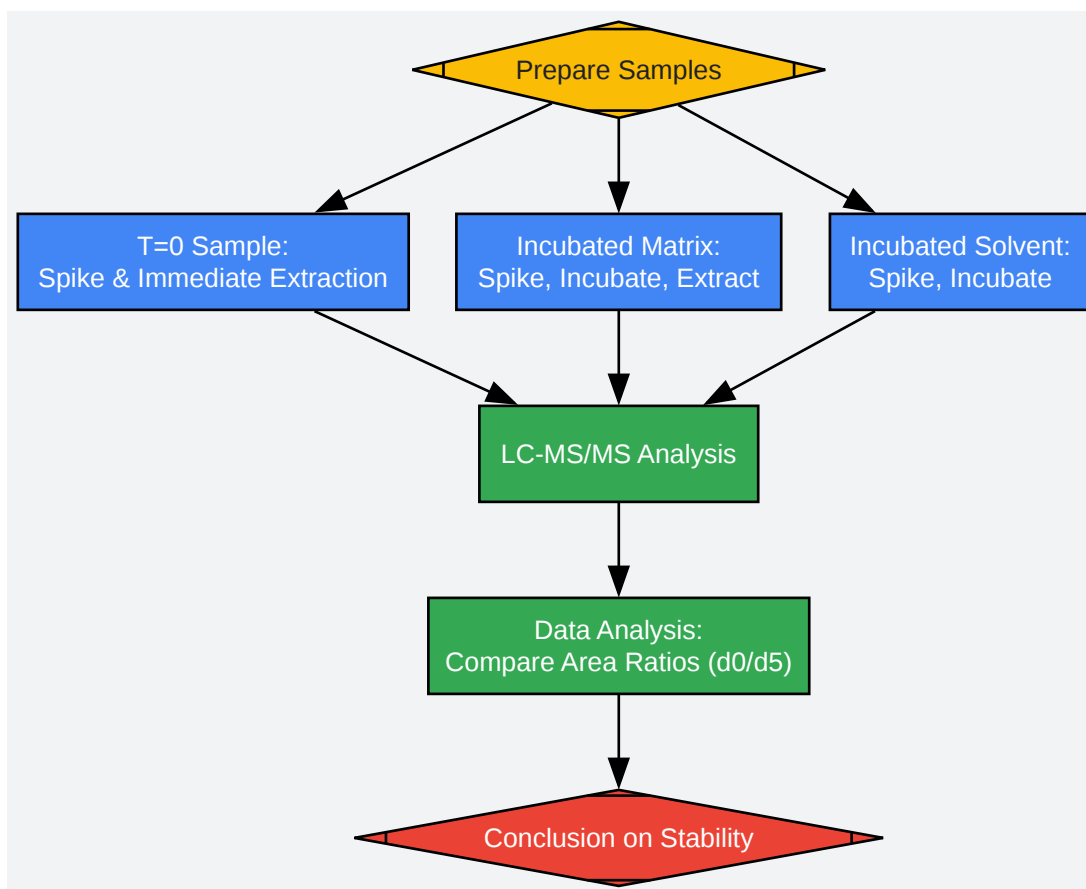 Prepare Samples
T=0 Sample:
Spike & Immediate Extraction
Incubated Matrix:
Spike, Incubate, Extract
Incubated Solvent:
Spike, Incubate
LC-MS/MS Analysis
Data Analysis:
Compare Area Ratios (d0/d5)
Conclusion on Stability